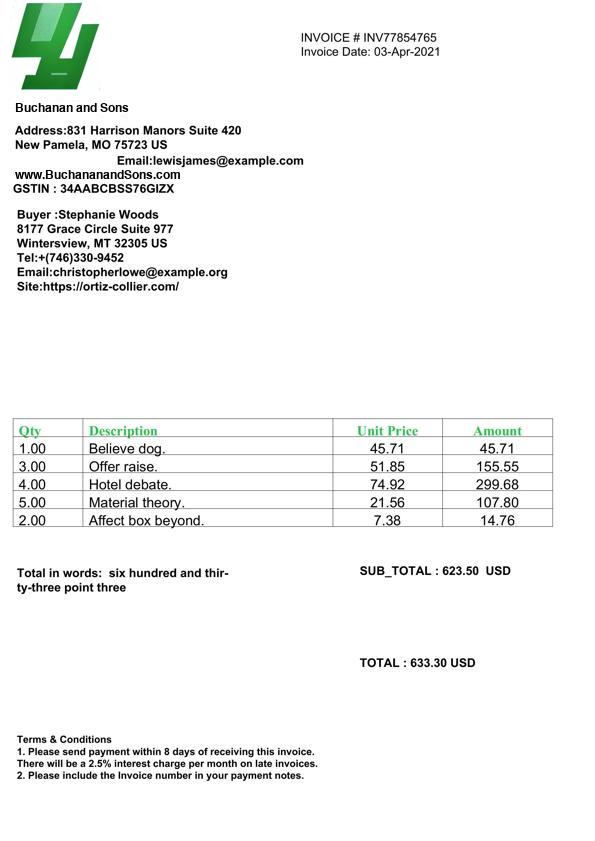 INVOICE # INV77854765
Invoice Date: 03-Apr-2021
Buchanan and Sons
Address:831 Harrison Manors Suite 420
New Pamela, MO 75723 US
Email:lewisjames@example.com
www.BuchananandSons.com
GSTIN : 34AABCBSS76GIZX
Buyer :Stephanie Woods
8177 Grace Circle Suite 977
Wintersview, MT 32305 US
Tel:+(746)330-9452
Email:christopherlowe@example.org
Site:https://ortiz-collier.com/
Qty Description Unit Price Amount
1.00 Believe dog. 45.71 45.71
3.00 Offer raise. 51.85 155.55
4.00 Hotel debate. 74.92 299.68
5.00 Material theory. 21.56 107.80
2.00 Affect box beyond. 7.38 14.76
Total in words: six hundred and thir-
ty-three point three
SUB_TOTAL : 623.50 USD
TOTAL : 633.30 USD
Terms & Conditions
1. Please send payment within 8 days of receiving this invoice.
There will be a 2.5% interest charge per month on late invoices.
2. Please include the Invoice number in your payment notes.